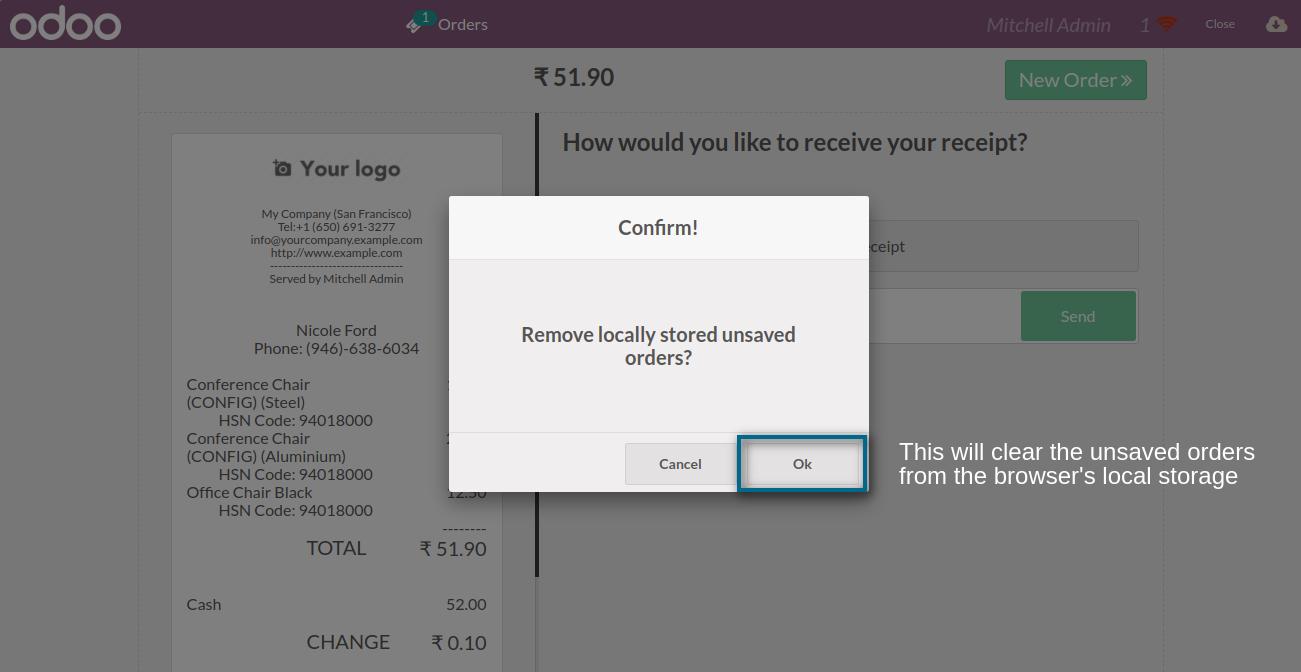 odoo
1
Orders
Mitchell Admin
1
Close
₹ 51.90
New Order »
Your logo
My Company (San Francisco)
Tel:+1 (650) 691-3277
info@yourcompany.example.com
http://www.example.com
--------------------------------
Served by Mitchell Admin
Nicole Ford
Phone: (946)-638-6034
Conference Chair
(CONFIG) (Steel)
HSN Code: 94018000
Conference Chair
(CONFIG) (Aluminium)
HSN Code: 94018000
Office Chair Black 12.50
HSN Code: 94018000
--------
TOTAL ₹ 51.90
Cash 52.00
CHANGE ₹ 0.10
How would you like to receive your receipt?
Send
Confirm!
Remove locally stored unsaved
orders?
Cancel
Ok
This will clear the unsaved orders
from the browser's local storage